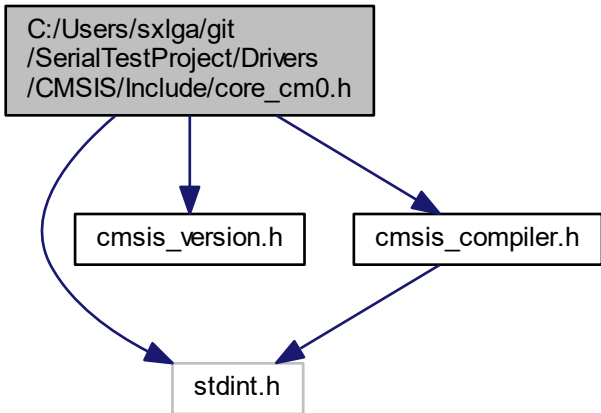 C:/Users/sxlga/git
/SerialTestProject/Drivers
/CMSIS/Include/core_cm0.h
cmsis_version.h
cmsis_compiler.h
stdint.h